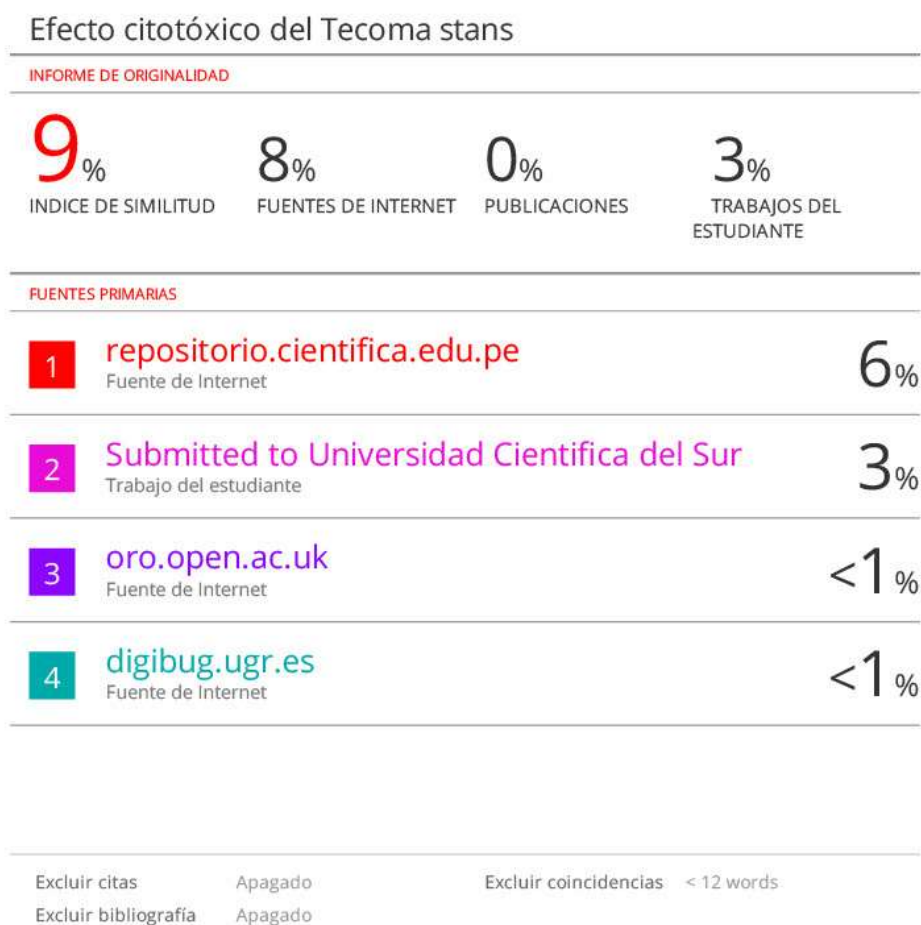 Efecto citotóxico del Tecoma stans
INFORME DE ORIGINALIDAD
9% 8% 0% 3%
INDICE DE SIMILITUD FUENTES DE INTERNET PUBLICACIONES TRABAJOS DEL
ESTUDIANTE
FUENTES PRIMARIAS
1 repositorio.cientifica.edu.pe 6%
Fuente de Internet
2 Submitted to Universidad Cientifica del Sur 3%
Trabajo del estudiante
3 oro.open.ac.uk <1%
Fuente de Internet
4 digibug.ugr.es <1%
Fuente de Internet
Excluir citas Apagado Excluir coincidencias < 12 words
Excluir bibliografía Apagado